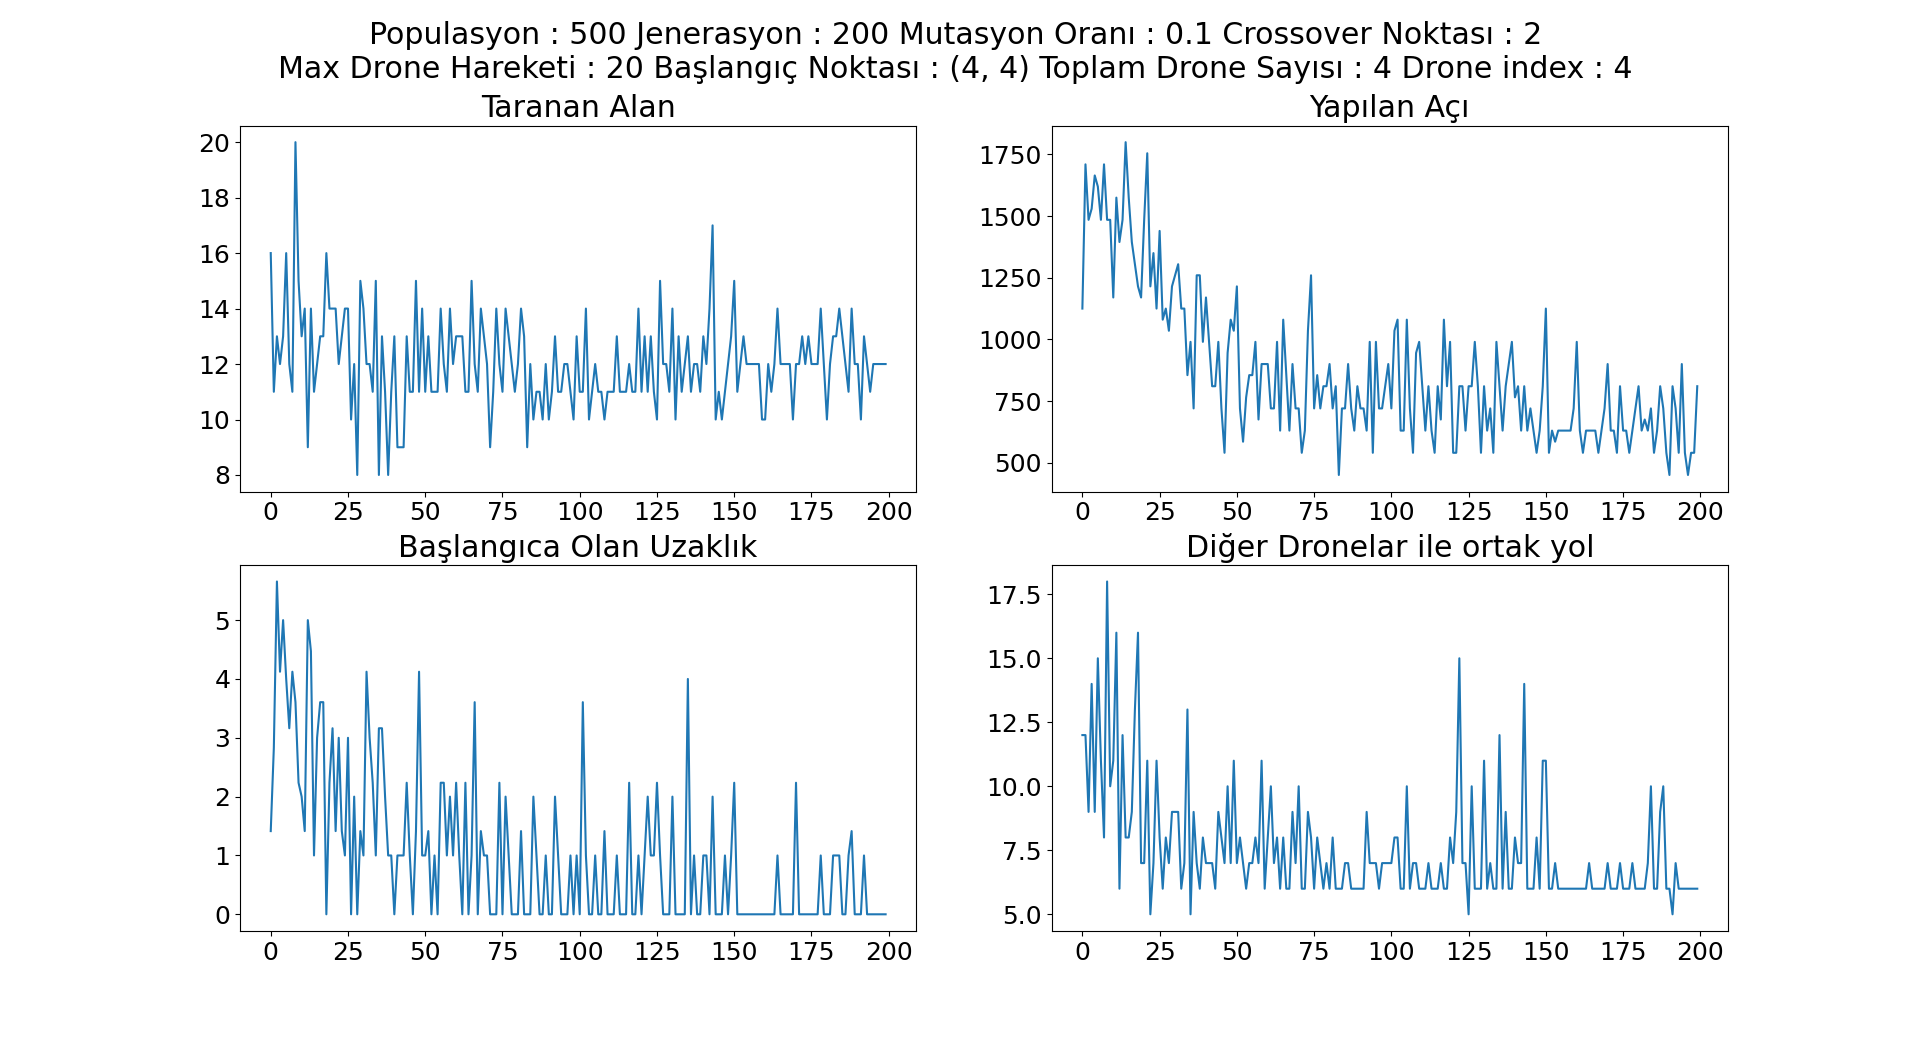 Populasyon : 500 Jenerasyon : 200 Mutasyon Oranı : 0.1 Crossover Noktası : 2
Max Drone Hareketi : 20 Başlangıç Noktası : (4, 4) Toplam Drone Sayısı : 4 Drone index : 4
Taranan Alan
20
18
16
14
12
10
8
0 25 50 75 100 125 150 175 200
Yapılan Açı
1750
1500
1250
1000
750
500
0 25 50 75 100 125 150 175 200
Başlangıca Olan Uzaklık
5
4
3
2
1
0
0 25 50 75 100 125 150 175 200
Diğer Dronelar ile ortak yol
17.5
15.0
12.5
10.0
7.5
5.0
0 25 50 75 100 125 150 175 200